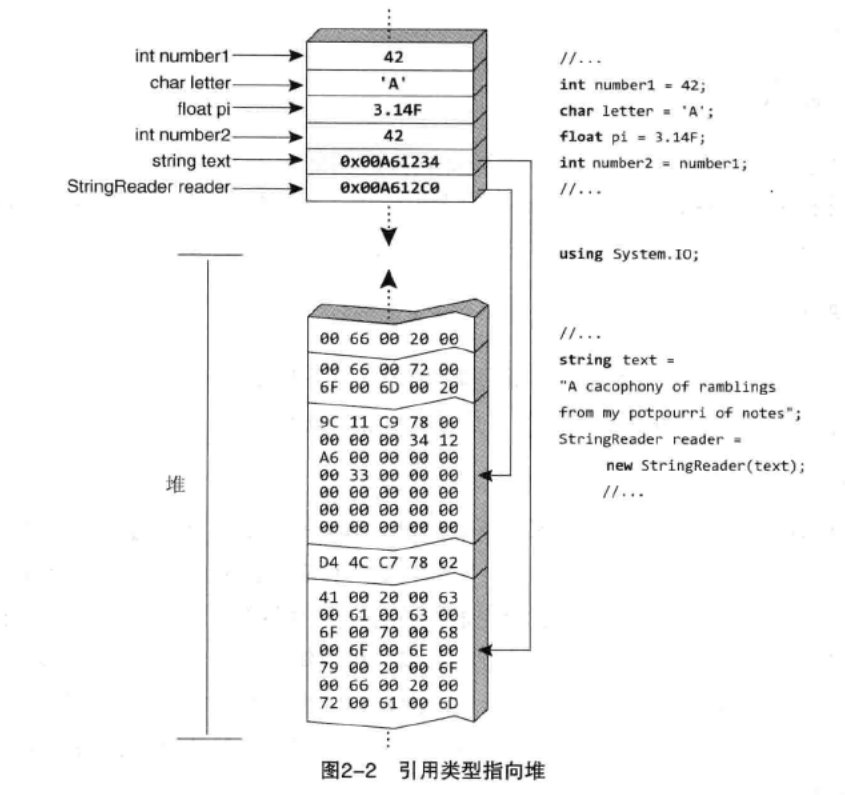 int number1
char letter
float pi
int number2
string text
StringReader reader
42
'A'
3.14F
42
0x00A61234
0x00A612C0
//...
int number1 = 42;
char letter = 'A';
float pi = 3.14F;
int number2 = number1;
//...
using System.IO;
//...
string text =
"A cacophony of ramblings
from my potpourri of notes";
StringReader reader =
new StringReader(text);
//...
堆
00 66 00 20 00
00 66 00 72 00
6F 00 6D 00 20
9C 11 C9 78 00
00 00 00 34 12
A6 00 00 00 00
00 33 00 00 00
00 00 00 00 00
00 00 00 00 00
00 00 00 00 00
D4 4C C7 78 02
41 00 20 00 63
00 61 00 63 00
6F 00 70 00 68
00 6F 00 6E 00
79 00 20 00 6F
00 66 00 20 00
72 00 61 00 6D
图2-2 引用类型指向堆